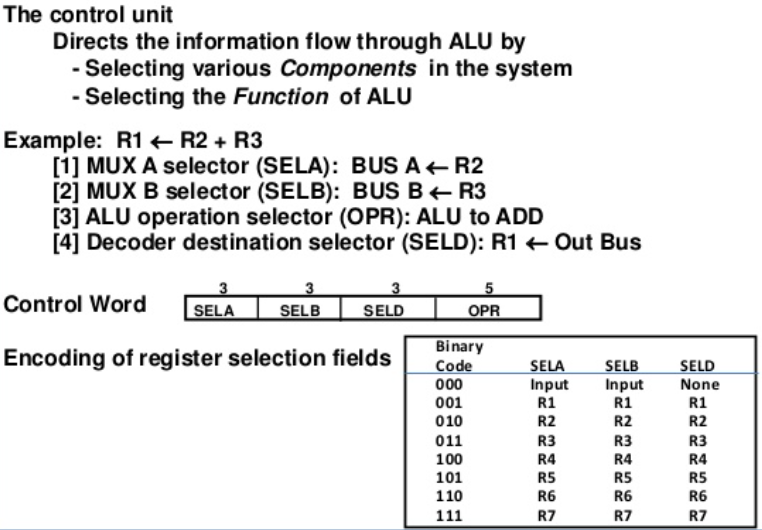 The control unit
Directs the information flow through ALU by
- Selecting various Components in the system
- Selecting the Function of ALU
Example: R1 ← R2 + R3
[1] MUX A selector (SELA): BUS A ← R2
[2] MUX B selector (SELB): BUS B ← R3
[3] ALU operation selector (OPR): ALU to ADD
[4] Decoder destination selector (SELD): R1 ← Out Bus
3 3 3 5
Control Word SELA SELB SELD OPR
Encoding of register selection fields
Binary
Code SELA SELB SELD
000 Input Input None
001 R1 R1 R1
010 R2 R2 R2
011 R3 R3 R3
100 R4 R4 R4
101 R5 R5 R5
110 R6 R6 R6
111 R7 R7 R7